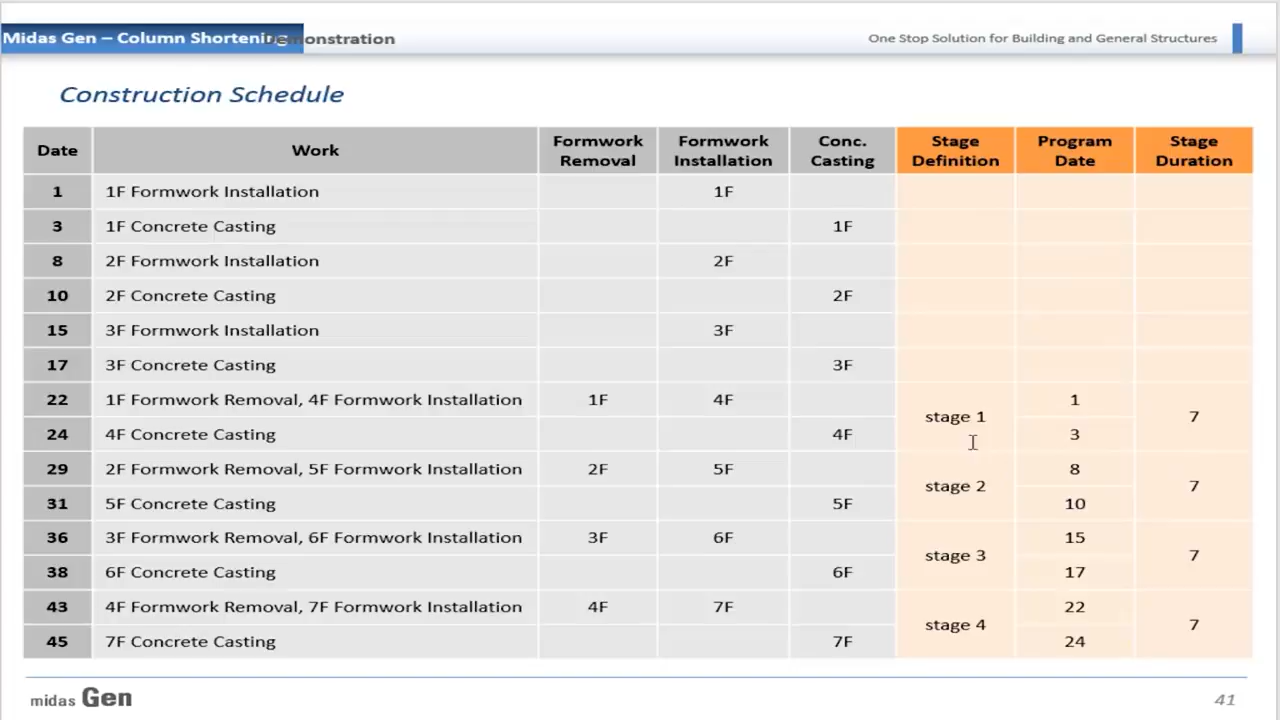 Midas Gen – Column Shortening
Demonstration
One Stop Solution for Building and General Structures
Construction Schedule
Date Work Formwork Removal Formwork Installation Conc. Casting Stage Definition Program Date Stage Duration
1 1F Formwork Installation 1F
3 1F Concrete Casting 1F
8 2F Formwork Installation 2F
10 2F Concrete Casting 2F
15 3F Formwork Installation 3F
17 3F Concrete Casting 3F
22 1F Formwork Removal, 4F Formwork Installation 1F 4F stage 1 1 7
24 4F Concrete Casting 4F 3
29 2F Formwork Removal, 5F Formwork Installation 2F 5F stage 2 8 7
31 5F Concrete Casting 5F 10
36 3F Formwork Removal, 6F Formwork Installation 3F 6F stage 3 15 7
38 6F Concrete Casting 6F 17
43 4F Formwork Removal, 7F Formwork Installation 4F 7F stage 4 22 7
45 7F Concrete Casting 7F 24
midas Gen
41